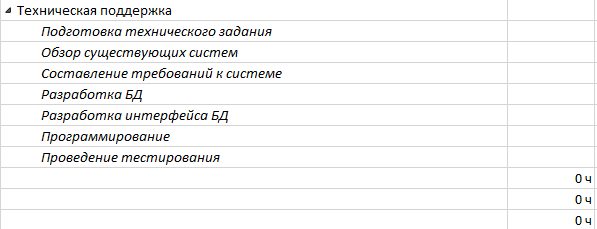 Техническая поддержка
Подготовка технического задания
Обзор существующих систем
Составление требований к системе
Разработка БД
Разработка интерфейса БД
Программирование
Проведение тестирования
0 ч
0 ч
0 ч